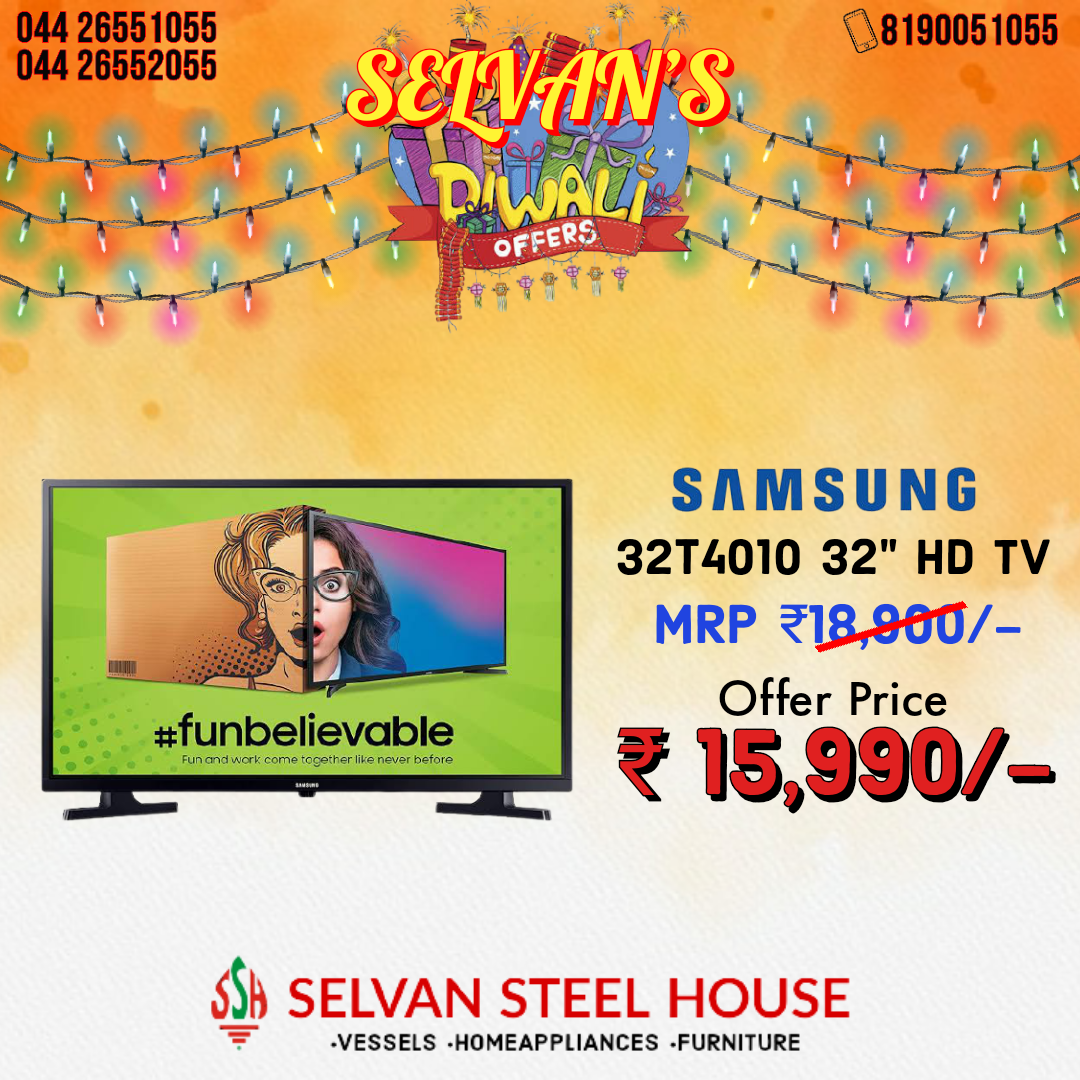 044 26551055
044 26552055
8190051055
SELVAN'S
DIWALI
OFFERS
SAMSUNG
32T4010 32" HD TV
MRP ₹18,900/-
Offer Price
₹ 15,990/-
#funbelievable
Fun and work come together like never before
SAMSUNG
SSH SELVAN STEEL HOUSE
•VESSELS •HOMEAPPLIANCES •FURNITURE